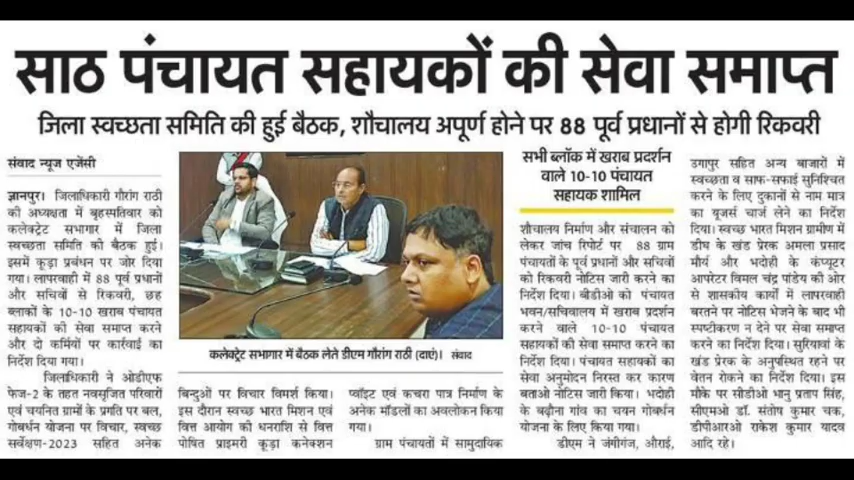 साठ पंचायत सहायकों की सेवा समाप्त
जिला स्वच्छता समिति की हुई बैठक, शौचालय अपूर्ण होने पर 88 पूर्व प्रधानों से होगी रिकवरी
संवाद न्यूज एजेंसी
ज्ञानपुर। जिलाधिकारी गौरांग राठी
की अध्यक्षता में बृहस्पतिवार को
कलेक्ट्रेट सभागार में जिला
स्वच्छता समिति की बैठक हुई।
इसमें कूड़ा प्रबंधन पर जोर दिया
गया। लापरवाही में 88 पूर्व प्रधानों
और सचिवों से रिकवरी, छह
ब्लाकों के 10-10 खराब पंचायत
सहायकों की सेवा समाप्त करने
और दो कर्मियों पर कार्रवाई का
निर्देश दिया गया।
जिलाधिकारी ने ओडीएफ
फेज-2 के तहत नवसृजित परिवारों
एवं चयनित ग्रामों के प्रगति पर बल,
गोबर्धन योजना पर विचार, स्वच्छ
सर्वेक्षण-2023 सहित अनेक
कलेक्ट्रेट सभागार में बैठक लेते डीएम गौरांग राठी (दाएं)। संवाद
बिन्दुओं पर विचार विमर्श किया।
इस दौरान स्वच्छ भारत मिशन एवं
वित्त आयोग की धनराशि से वित्त
पोषित प्राइमरी कूड़ा कनेक्शन
प्वॉइट एवं कचरा पात्र निर्माण के
अनेक मॉडलों का अवलोकन किया
गया।
ग्राम पंचायतों में सामुदायिक
सभी ब्लॉक में खराब प्रदर्शन
वाले 10-10 पंचायत
सहायक शामिल
शौचालय निर्माण और संचालन को
लेकर जांच रिपोर्ट पर 88 ग्राम
पंचायतों के पूर्व प्रधानों और सचिवों
को रिकवरी नोटिस जारी करने का
निर्देश दिया। बीडीओ को पंचायत
भवन/सचिवालय में खराब प्रदर्शन
करने वाले 10-10 पंचायत
सहायकों की सेवा समाप्त करने का
निर्देश दिया। पंचायत सहायकों का
सेवा अनुमोदन निरस्त कर कारण
बताओ नोटिस जारी किया। भदोही
के बढ़ौना गांव का चयन गोबर्धन
योजना के लिए किया गया।
डीएम ने जंगीगंज, औराई,
उगापुर सहित अन्य बाजारों में
स्वच्छता व साफ-सफाई सुनिश्चित
करने के लिए दुकानों से नाम मात्र
का यूजर्स चार्ज लेने का निर्देश
दिया। स्वच्छ भारत मिशन ग्रामीण में
डीघ के खंड प्रेरक अमला प्रसाद
मौर्य और भदोही के कंप्यूटर
आपरेटर विमल चंद्र पांडेय की ओर
से शासकीय कार्यों में लापरवाही
बरतने पर नोटिस भेजने के बाद भी
स्पष्टीकरण न देने पर सेवा समाप्त
करने का निर्देश दिया। सुरियावां के
खंड प्रेरक के अनुपस्थित रहने पर
वेतन रोकने का निर्देश दिया। इस
मौके पर सीडीओ भानु प्रताप सिंह,
सीएमओ डॉ. संतोष कुमार चक,
डीपीआरओ राकेश कुमार यादव
आदि रहे।